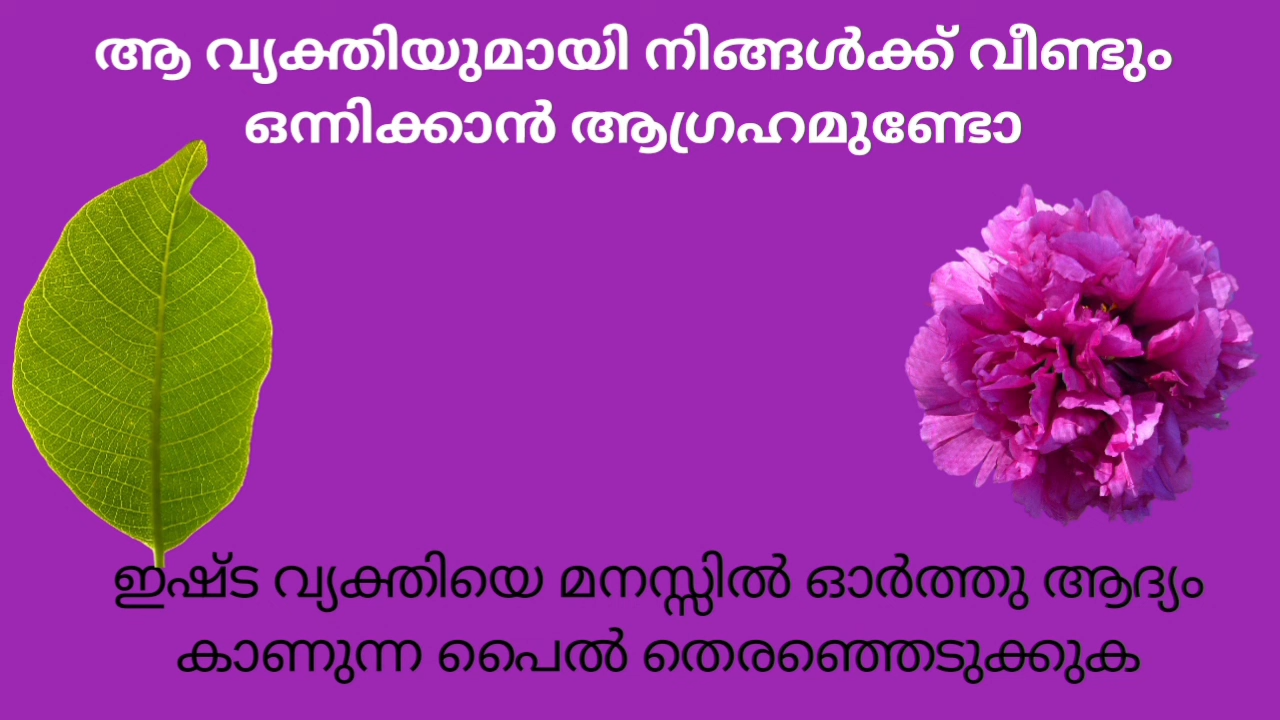 ആ വ്യക്തിയുമായി നിങ്ങൾക്ക് വീണ്ടും
ഒന്നിക്കാൻ ആഗ്രഹമുണ്ടോ
ഇഷ്ട വ്യക്തിയെ മനസ്സിൽ ഓർത്തു ആദ്യം
കാണുന്ന പൈൽ തെരഞ്ഞെടുക്കുക